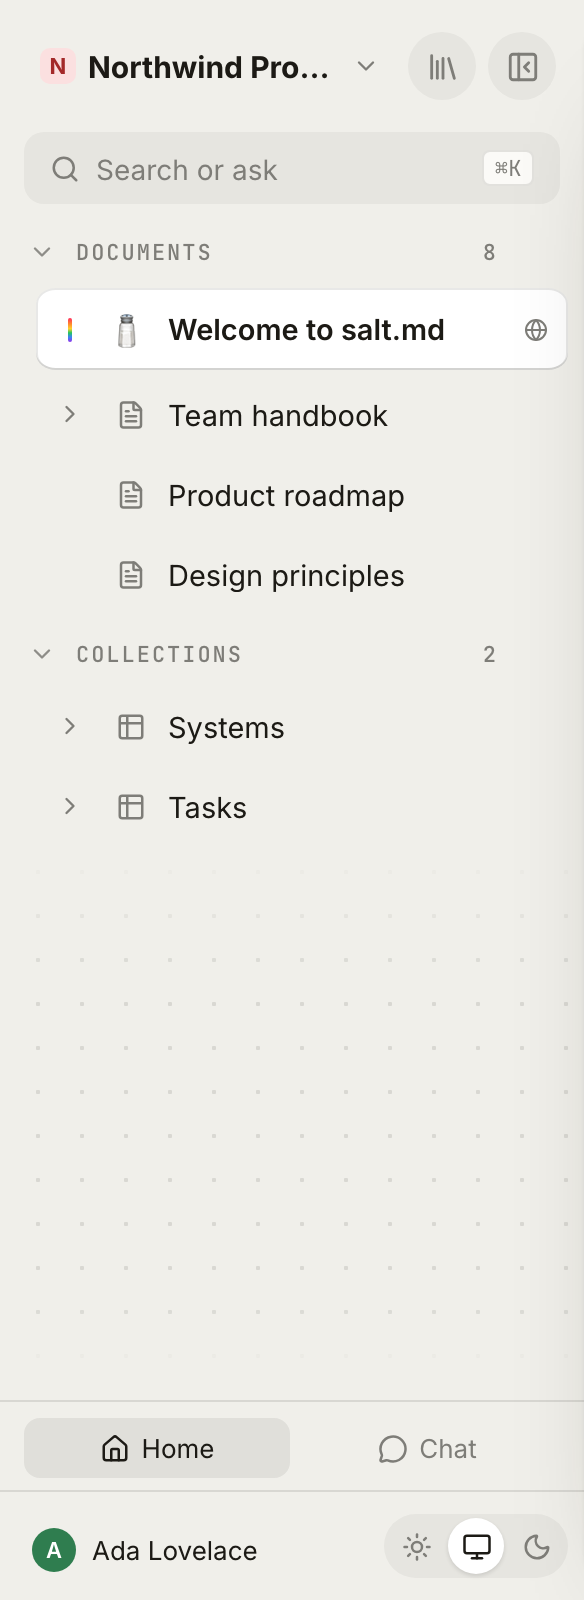 N Northwind Pro...
Search or ask ⌘K
DOCUMENTS 8
Welcome to salt.md
Team handbook
Product roadmap
Design principles
COLLECTIONS 2
Systems
Tasks
Home Chat
A Ada Lovelace